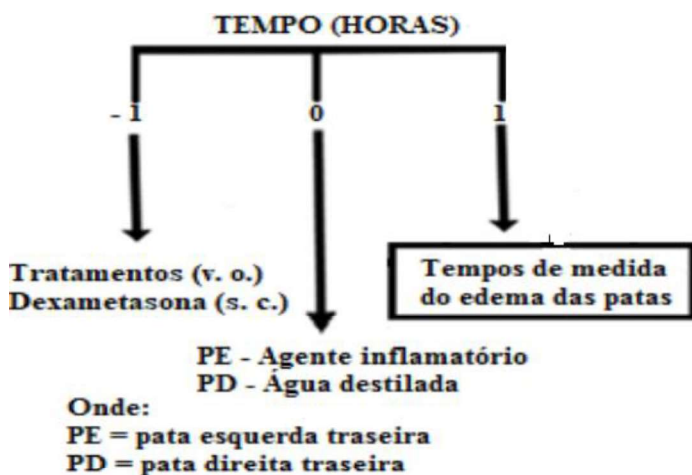 TEMPO (HORAS)
- 1 0 1
Tratamentos (v. o.)
Dexametasona (s. c.)
Tempos de medida
do edema das patas
PE - Agente inflamatório
PD - Água destilada
Onde:
PE = pata esquerda traseira
PD = pata direita traseira